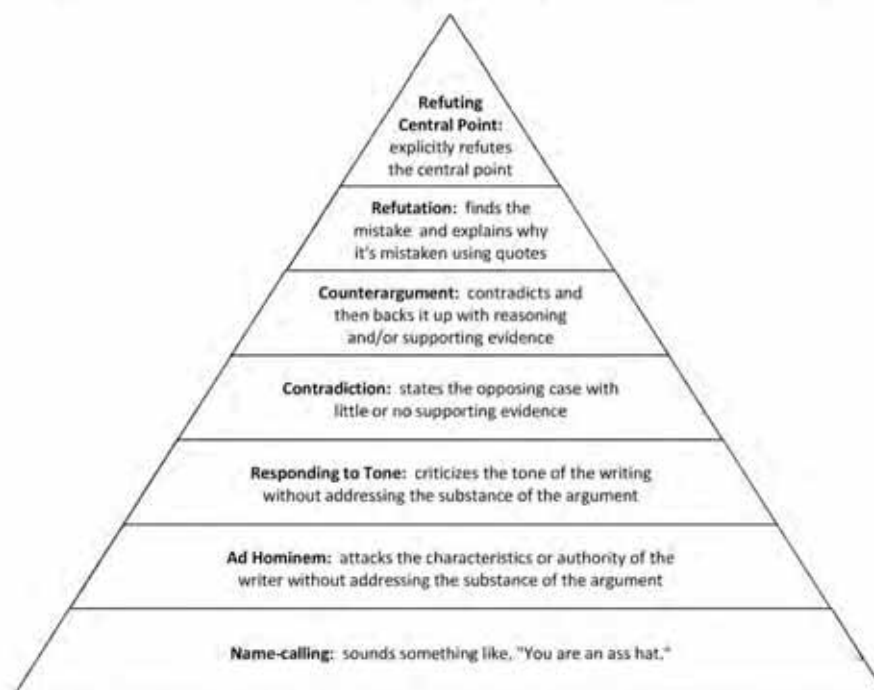 Refuting
Central Point:
explicitly refutes
the central point
Refutation: finds the
mistake and explains why
it's mistaken using quotes
Counterargument: contradicts and
then backs it up with reasoning
and/or supporting evidence
Contradiction: states the opposing case with
little or no supporting evidence
Responding to Tone: criticizes the tone of the writing
without addressing the substance of the argument
Ad Hominem: attacks the characteristics or authority of the
writer without addressing the substance of the argument
Name-calling: sounds something like, "You are an ass hat."